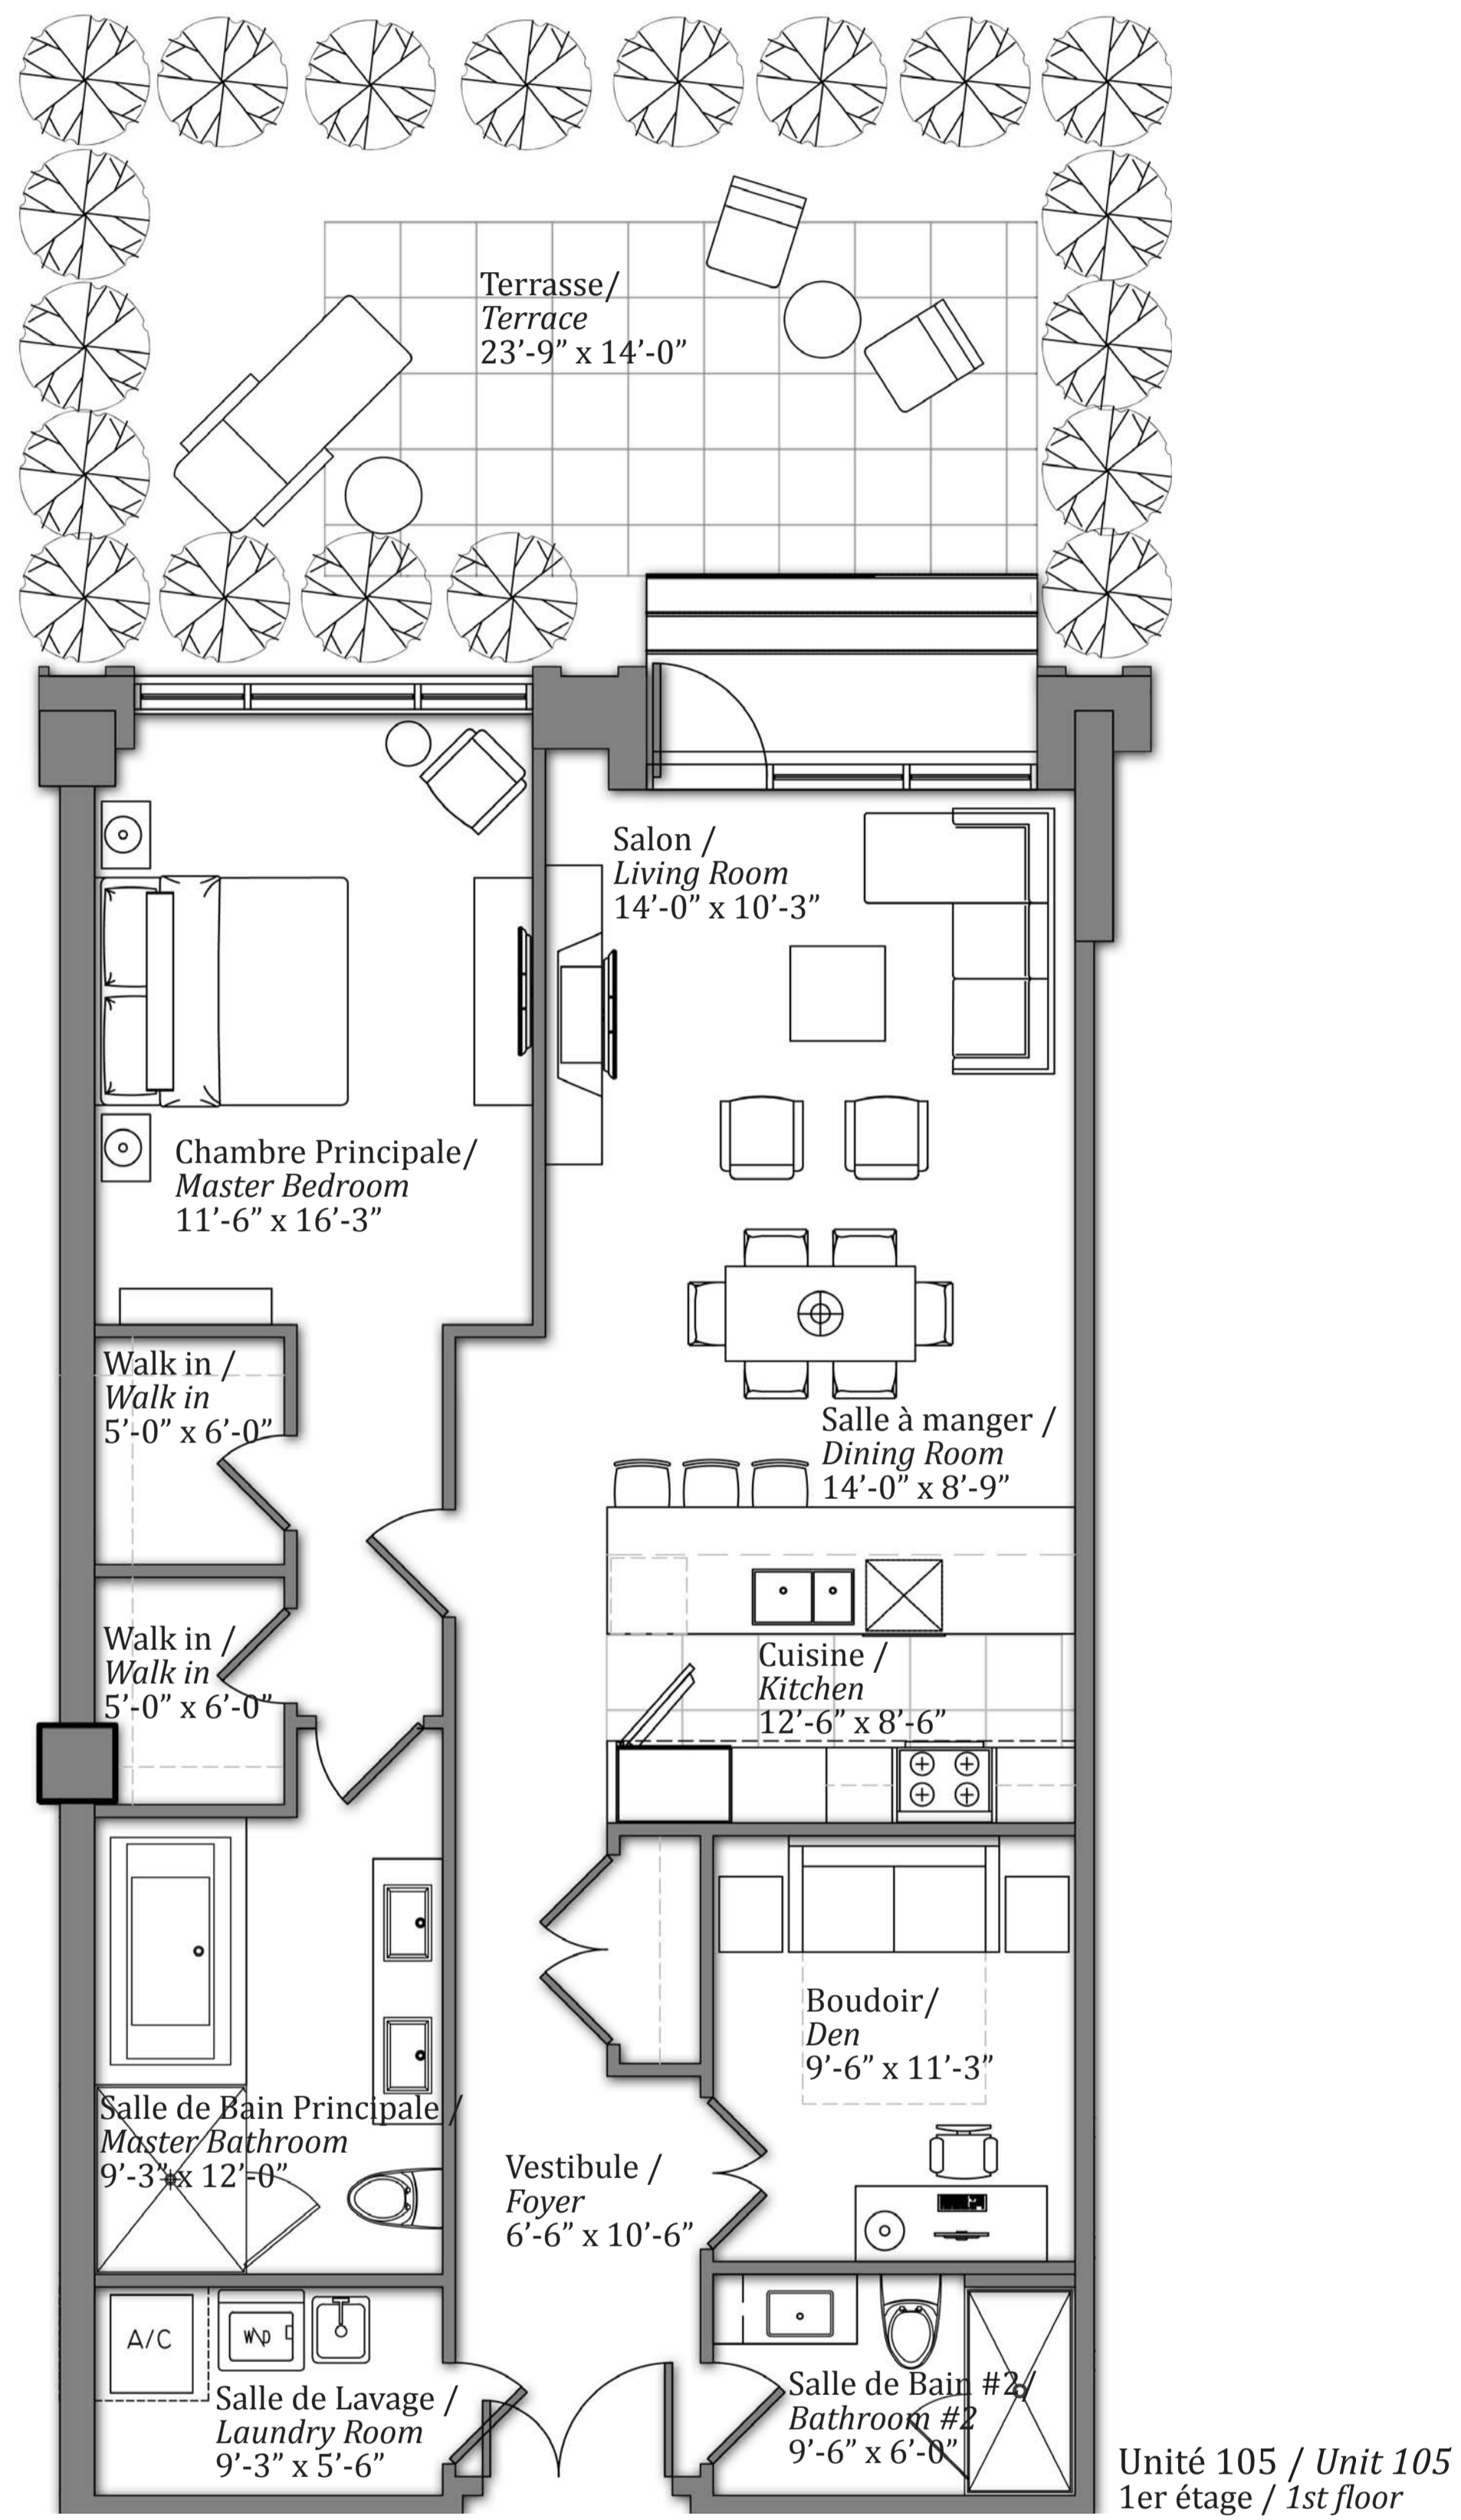 Terrasse/
Terrace
23’-9” x 14’-0”
Salon /
Living Room
14’-0” x 10’-3”
Chambre Principale/
Master Bedroom
11’-6” x 16’-3”
Walk in /
Walk in
5’-0” x 6’-0”
Salle à manger /
Dining Room
14’-0” x 8’-9”
Walk in /
Walk in
5’-0” x 6’-0”
Cuisine /
Kitchen
12’-6” x 8’-6”
Boudoir/
Den
9’-6” x 11’-3”
Salle de Bain Principale /
Master Bathroom
9’-3” x 12’-0”
Vestibule /
Foyer
6’-6” x 10’-6”
A/C
W\D
Salle de Lavage /
Laundry Room
9’-3” x 5’-6”
Salle de Bain #2/
Bathroom #2
9’-6” x 6’-0”
Unité 105 / Unit 105
1er étage / 1st floor